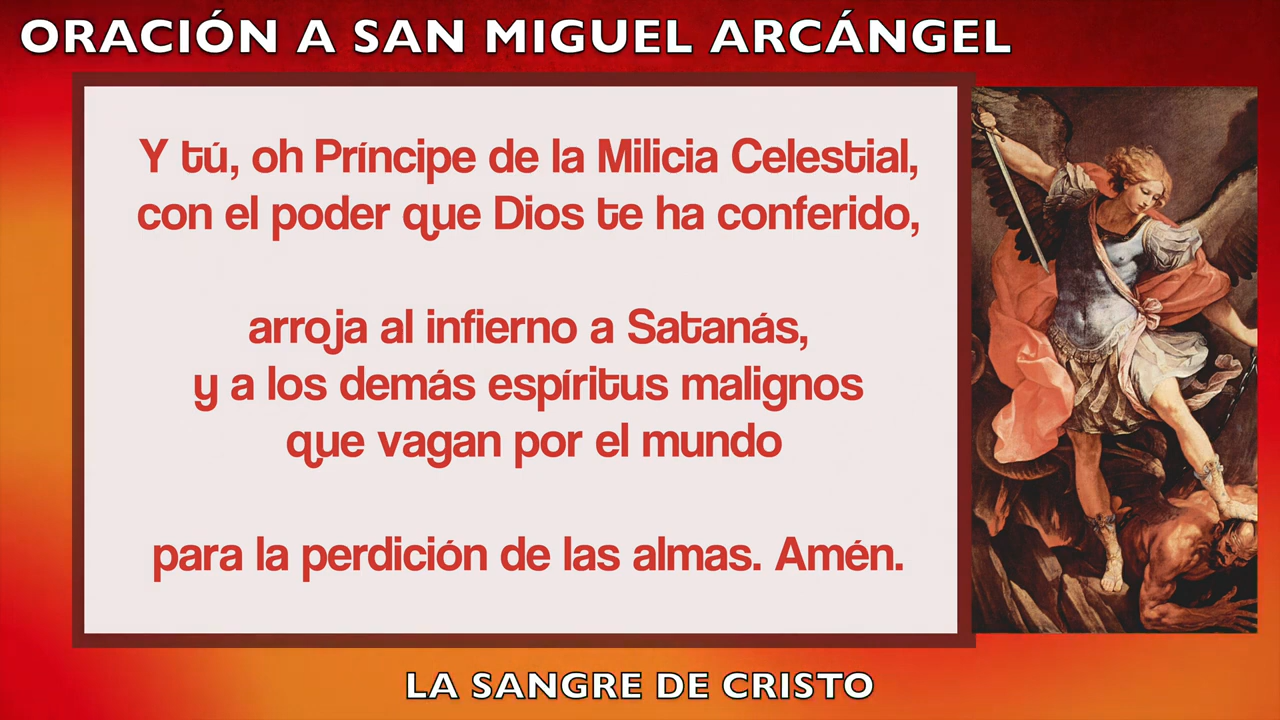 ORACIÓN A SAN MIGUEL ARCÁNGEL
Y tú, oh Príncipe de la Milicia Celestial,
con el poder que Dios te ha conferido,
arroja al infierno a Satanás,
y a los demás espíritus malignos
que vagan por el mundo
para la perdición de las almas. Amén.
LA SANGRE DE CRISTO